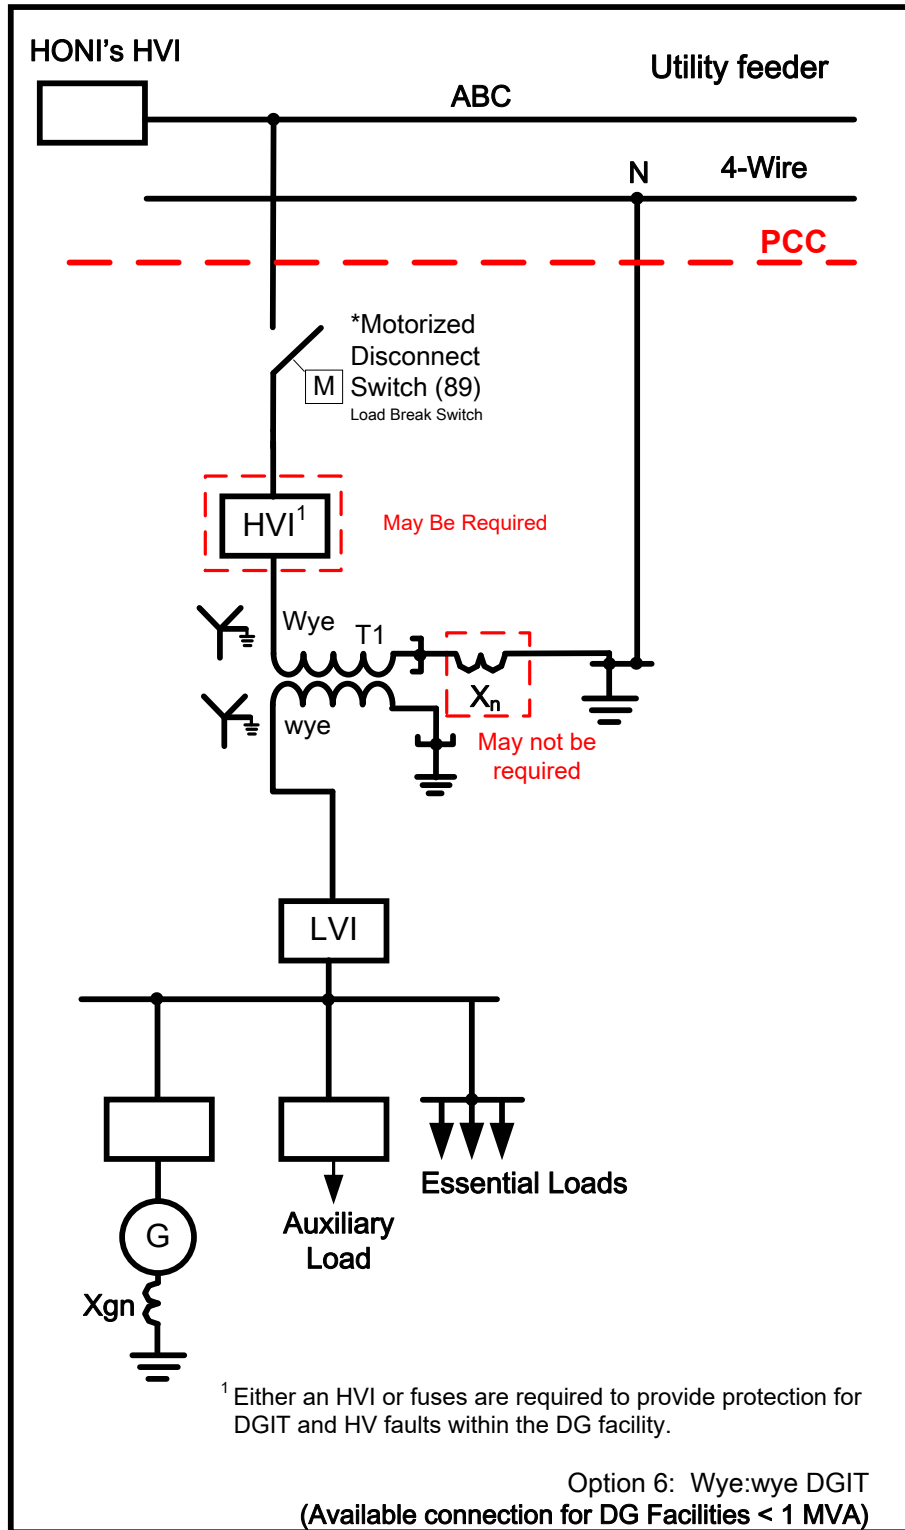 HONI's HVI
Utility feeder
ABC
N
4-Wire
PCC
*Motorized
Disconnect
Switch (89)
M
Load Break Switch
HVI¹
May Be Required
Wye
T1
Xn
wye
May not be
required
LVI
Essential Loads
Auxiliary
Load
G
Xgn
¹ Either an HVI or fuses are required to provide protection for
DGIT and HV faults within the DG facility.
Option 6: Wye:wye DGIT
(Available connection for DG Facilities < 1 MVA)